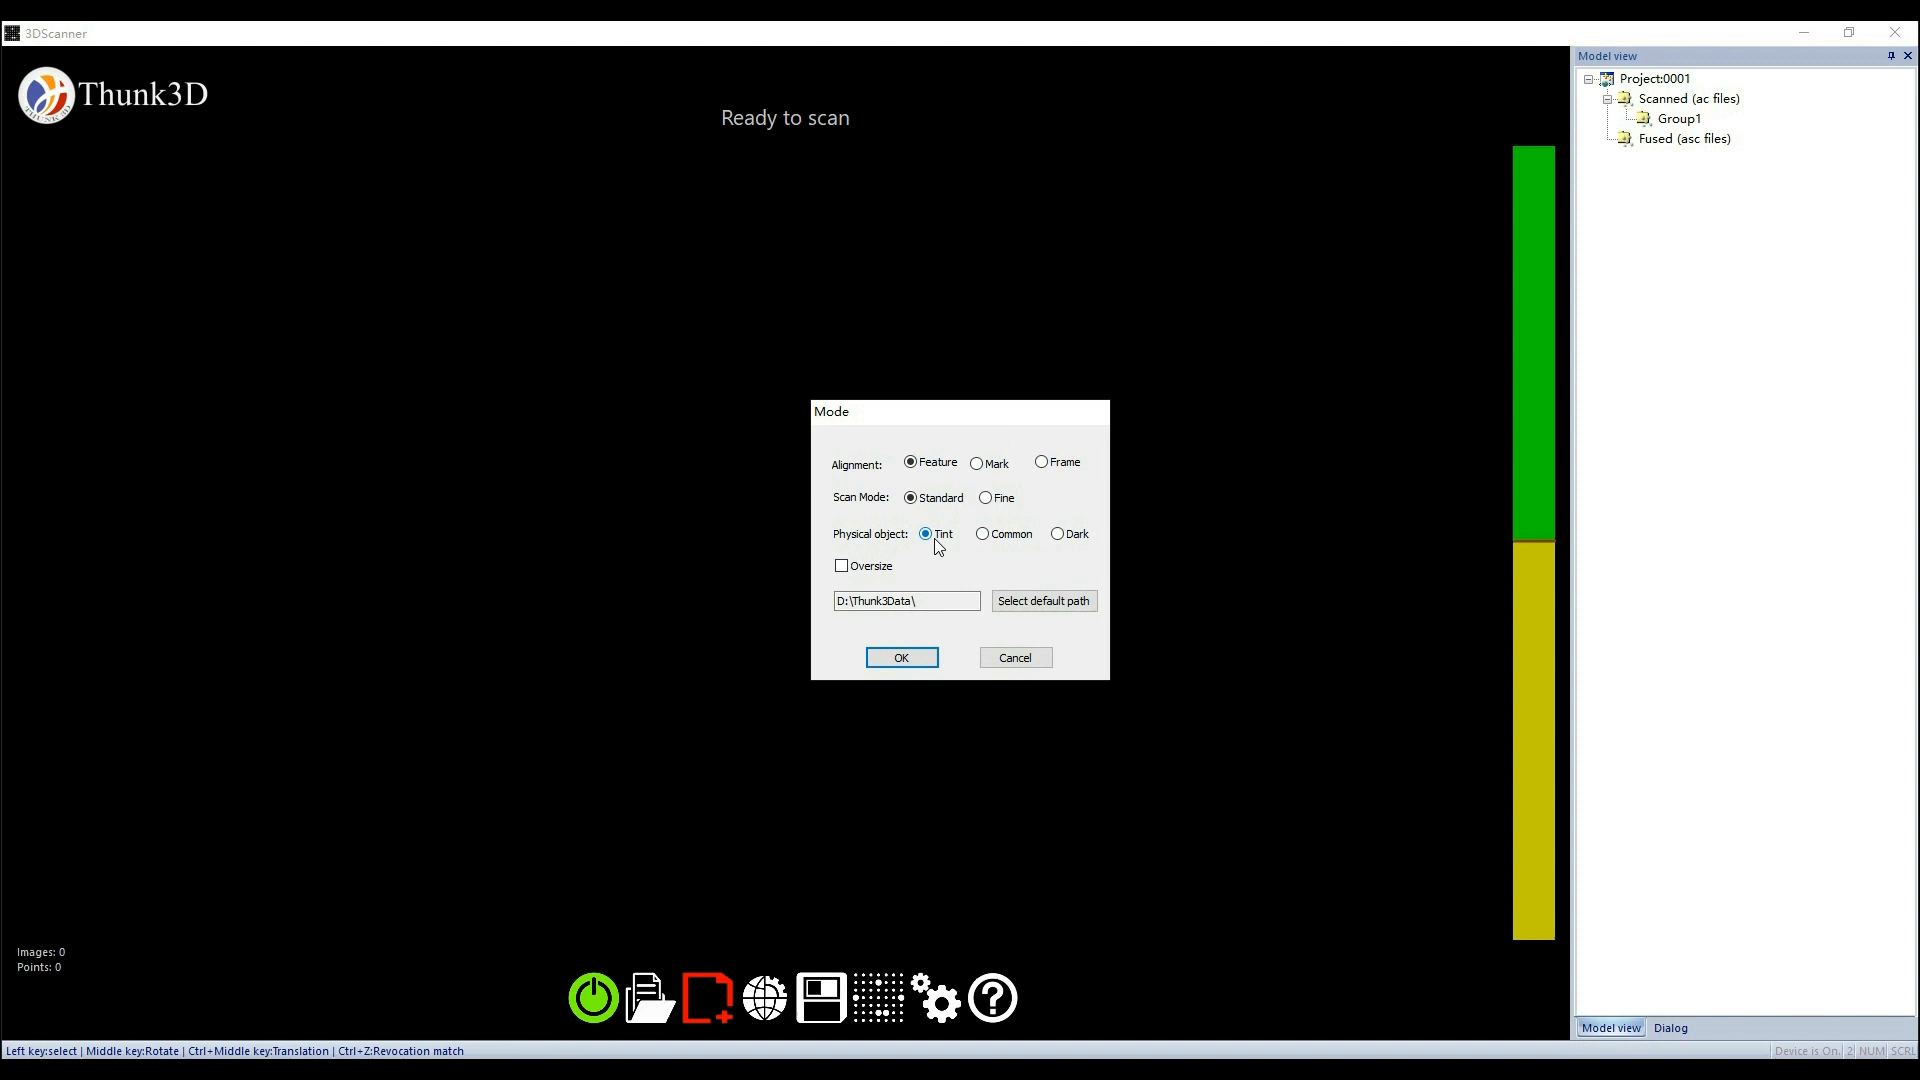 3DScanner
Thunk3D
Ready to scan
Model view
Project:0001
Scanned (ac files)
Group1
Fused (asc files)
Mode
Alignment: Feature Mark Frame
Scan Mode: Standard Fine
Physical object: Tint Common Dark
Oversize
D:\Thunk3Data\ Select default path
OK Cancel
Images: 0
Points: 0
Model view Dialog
Left key:select | Middle key:Rotate | Ctrl+Middle key:Translation | Ctrl+Z:Revocation match
Device is On. 2 NUM SCRL